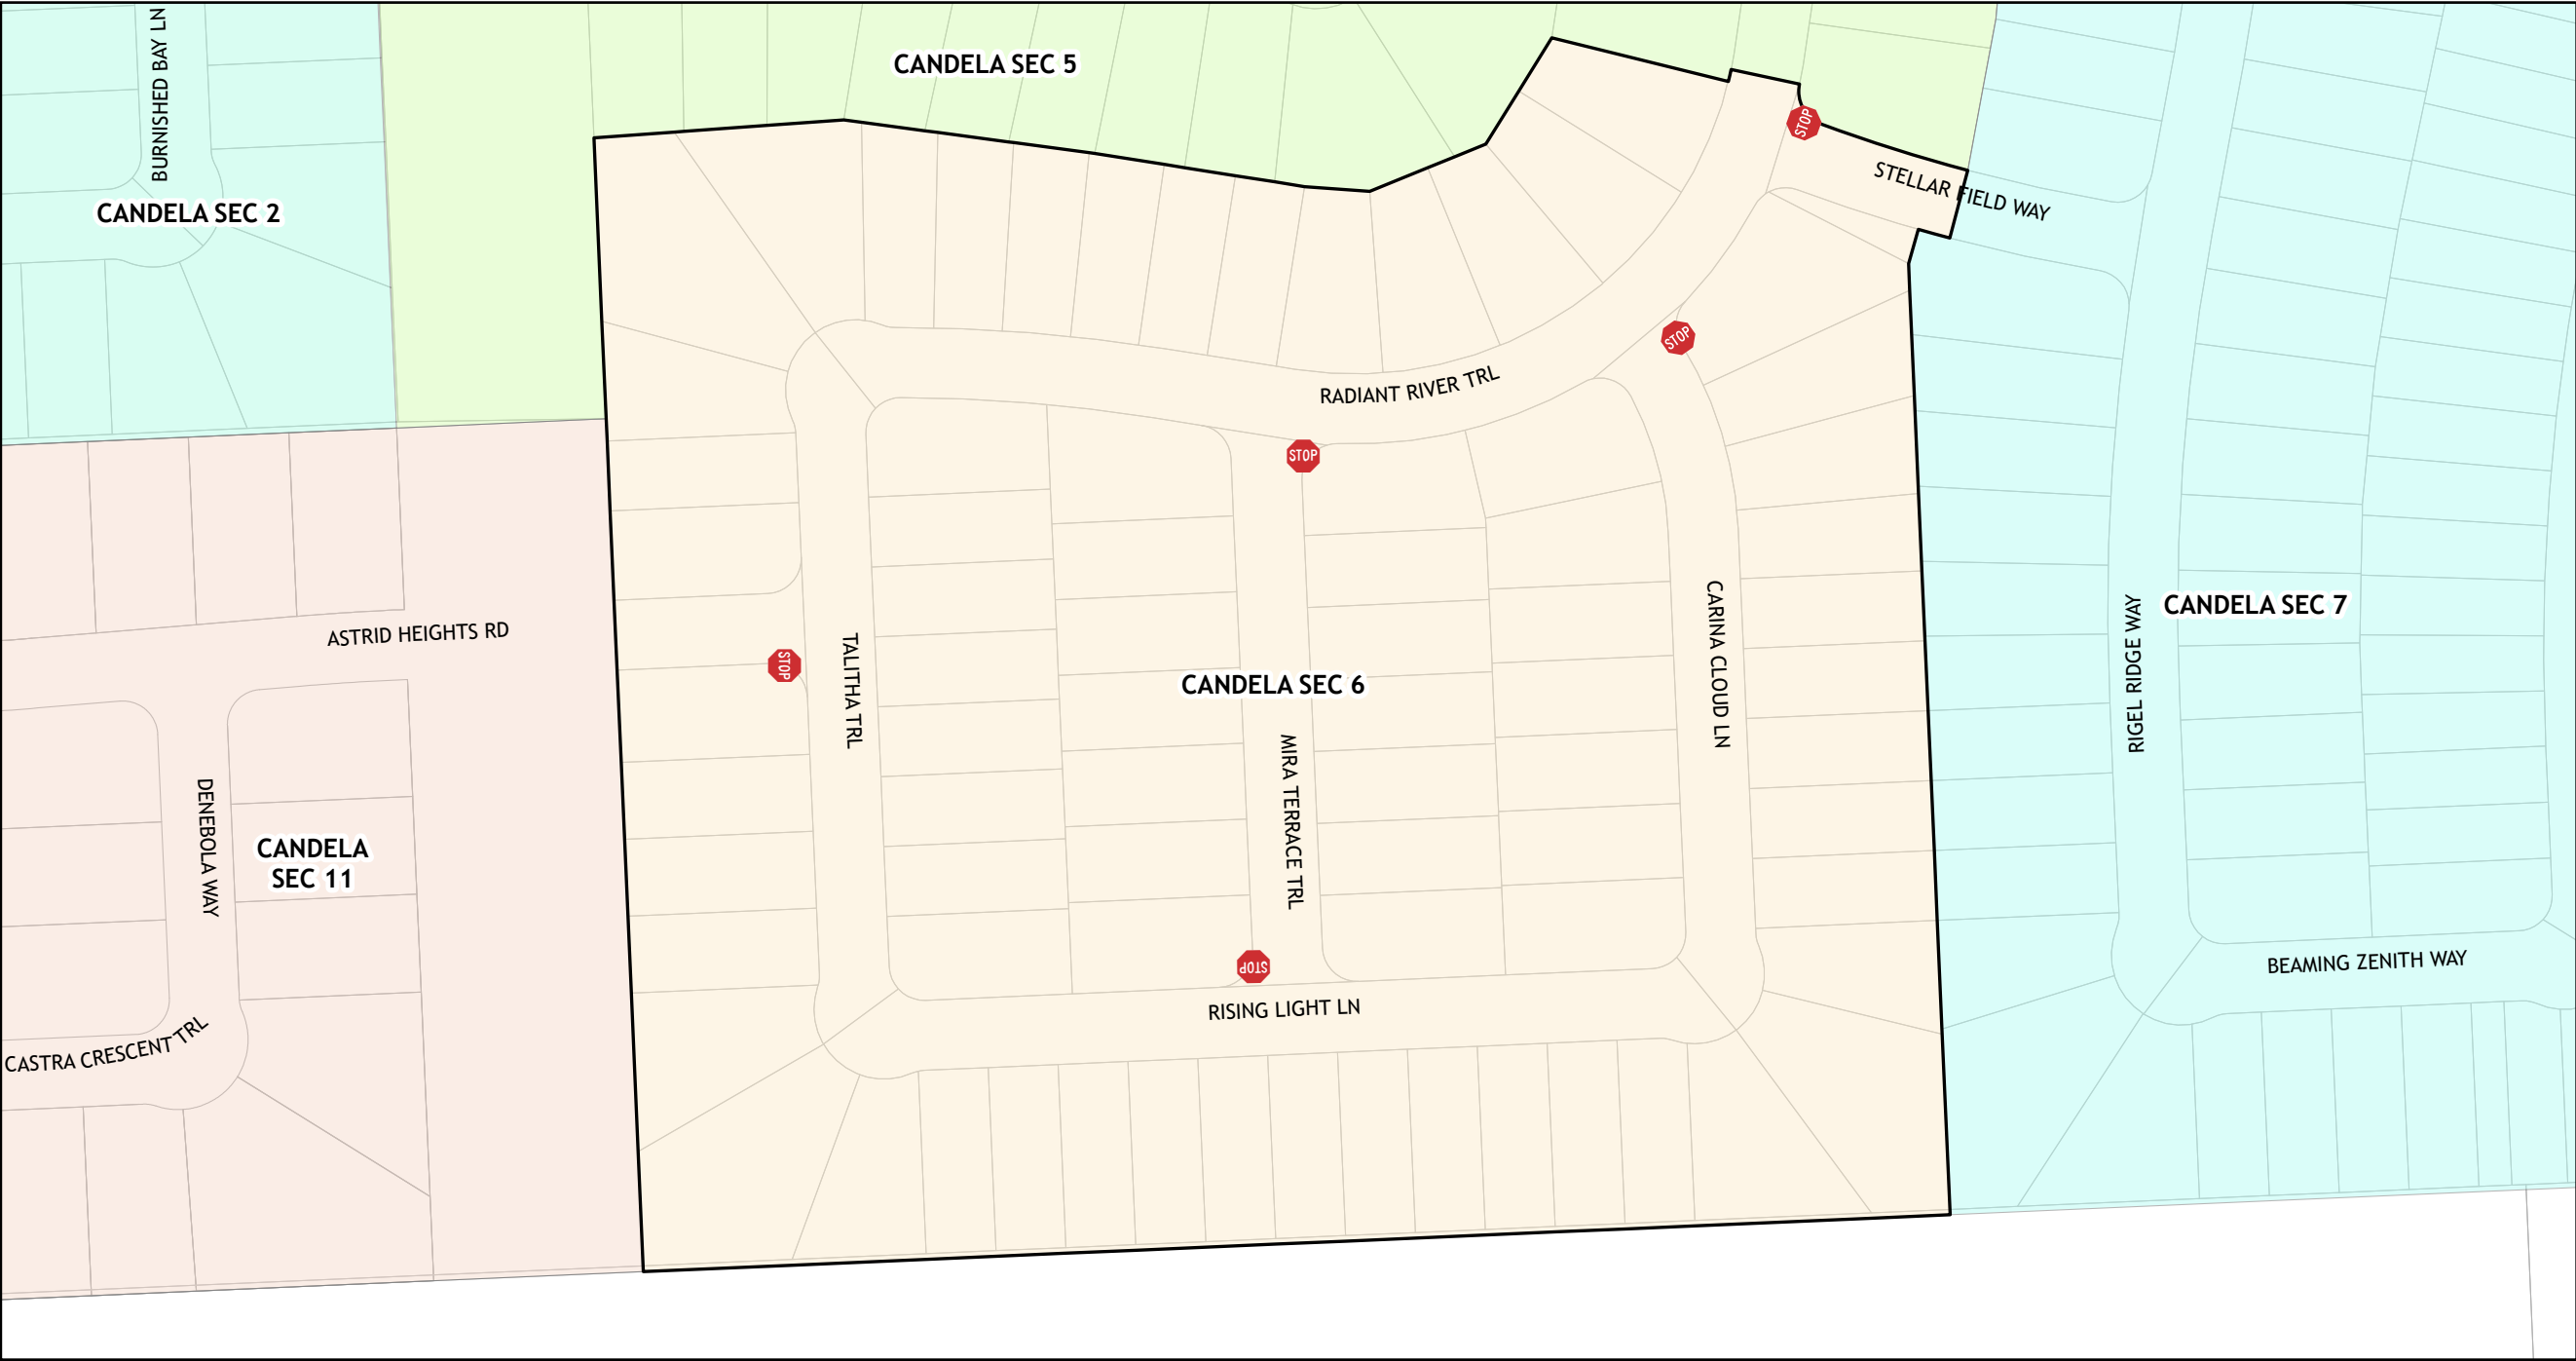 BURNISHED BAY LN
CANDELA SEC 5
STOP
STELLAR FIELD WAY
CANDELA SEC 2
STOP
RADIANT RIVER TRL
STOP
CANDELA SEC 7
ASTRID HEIGHTS RD
STOP
TALITHA TRL
CANDELA SEC 6
CARINA CLOUD LN
RIGEL RIDGE WAY
MIRA TERRACE TRL
DENEBOLA WAY
CANDELA
SEC 11
STOP
BEAMING ZENITH WAY
RISING LIGHT LN
CASTRA CRESCENT TRL